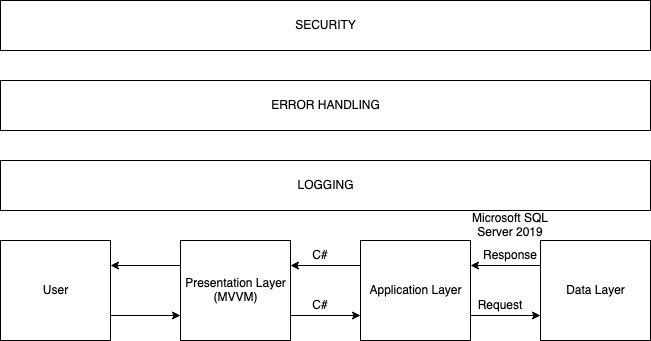 SECURITY
ERROR HANDLING
LOGGING
Microsoft SQL
Server 2019
C#
Response
User
Presentation Layer
(MVVM)
Application Layer
Data Layer
C#
Request